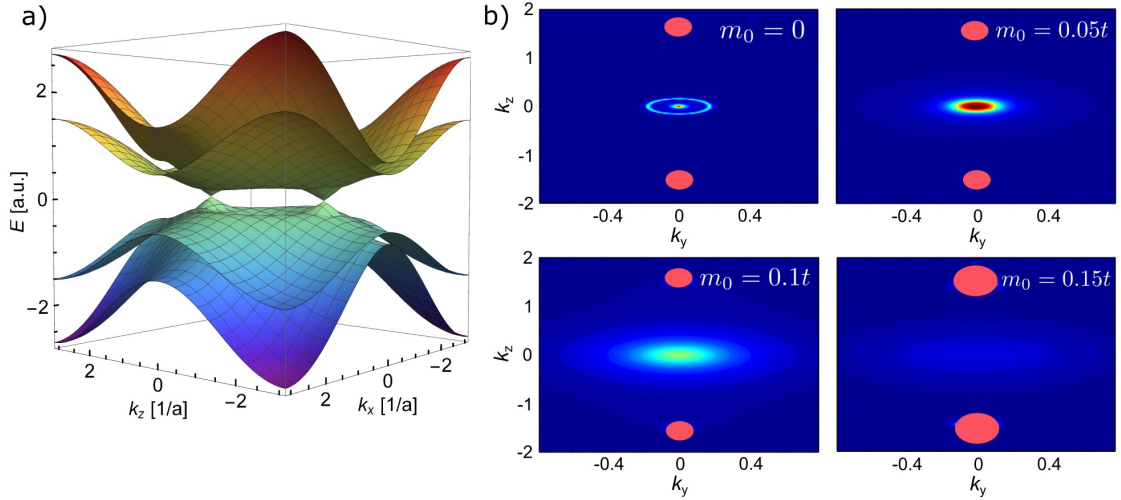 a)
E [a.u.]
2
0
−2
2
0
−2
k_z [1/a]
2
0
−2
k_x [1/a]
b)
m_0 = 0
m_0 = 0.05t
k_z
2
1
0
-1
-2
-0.4 0 0.4
k_y
-0.4 0 0.4
k_y
m_0 = 0.1t
m_0 = 0.15t
k_z
2
1
0
-1
-2
-0.4 0 0.4
k_y
-0.4 0 0.4
k_y